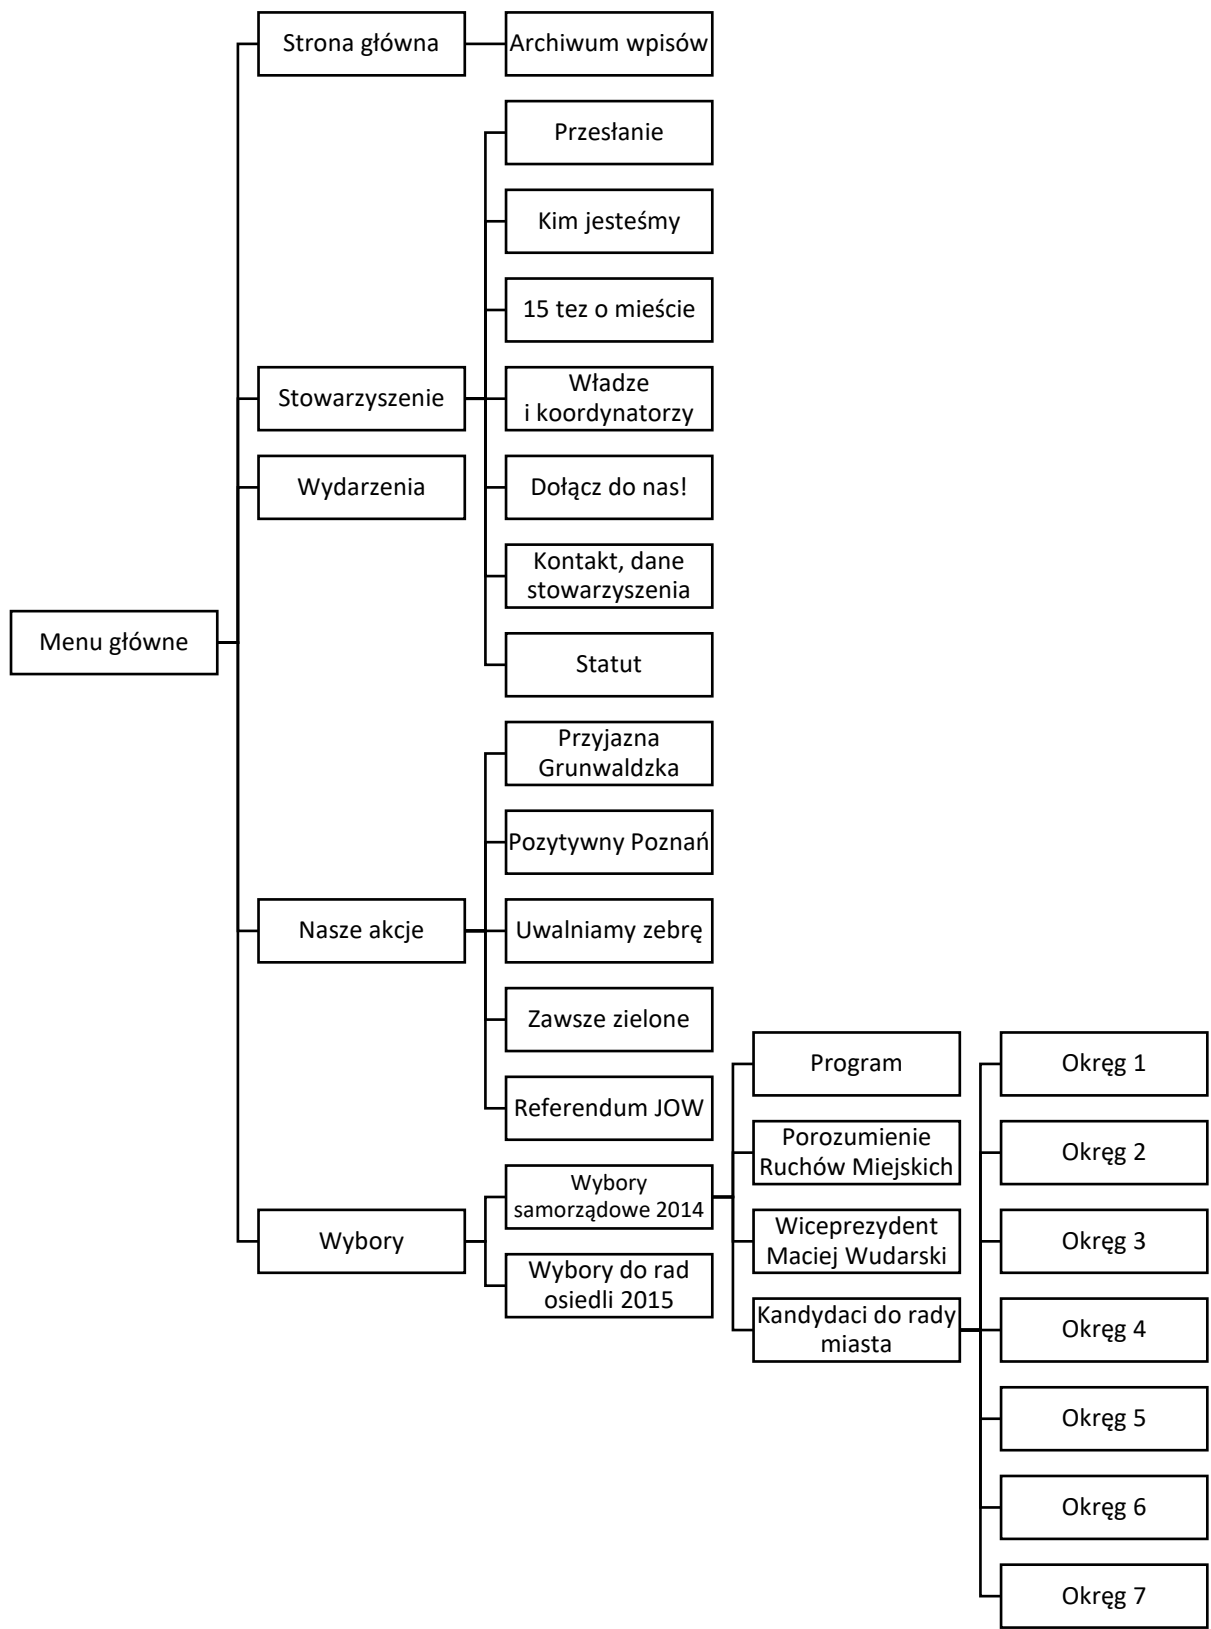 Menu główne
Strona główna
Archiwum wpisów
Stowarzyszenie
Przesłanie
Kim jesteśmy
15 tez o mieście
Władze
i koordynatorzy
Dołącz do nas!
Kontakt, dane
stowarzyszenia
Statut
Wydarzenia
Nasze akcje
Przyjazna
Grunwaldzka
Pozytywny Poznań
Uwalniamy zebrę
Zawsze zielone
Referendum JOW
Wybory
Wybory
samorządowe 2014
Program
Porozumienie
Ruchów Miejskich
Wiceprezydent
Maciej Wudarski
Kandydaci do rady
miasta
Okręg 1
Okręg 2
Okręg 3
Okręg 4
Okręg 5
Okręg 6
Okręg 7
Wybory do rad
osiedli 2015